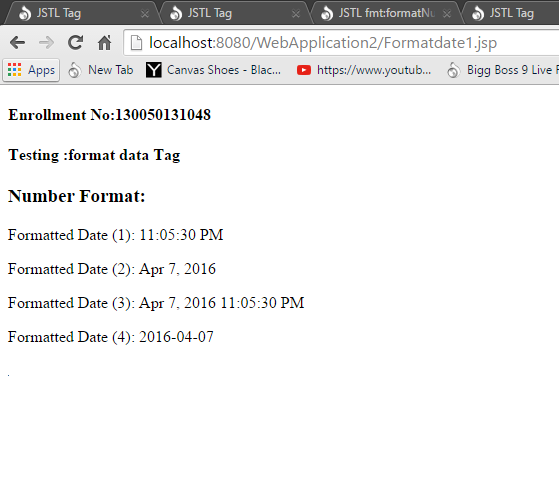 JSTL Tag
JSTL Tag
JSTL fmt:formatNu
JSTL Tag
localhost:8080/WebApplication2/Formatdate1.jsp
Apps
New Tab
Canvas Shoes - Blac...
https://www.youtub...
Bigg Boss 9 Live F
Enrollment No:130050131048
Testing :format data Tag
Number Format:
Formatted Date (1): 11:05:30 PM
Formatted Date (2): Apr 7, 2016
Formatted Date (3): Apr 7, 2016 11:05:30 PM
Formatted Date (4): 2016-04-07
.